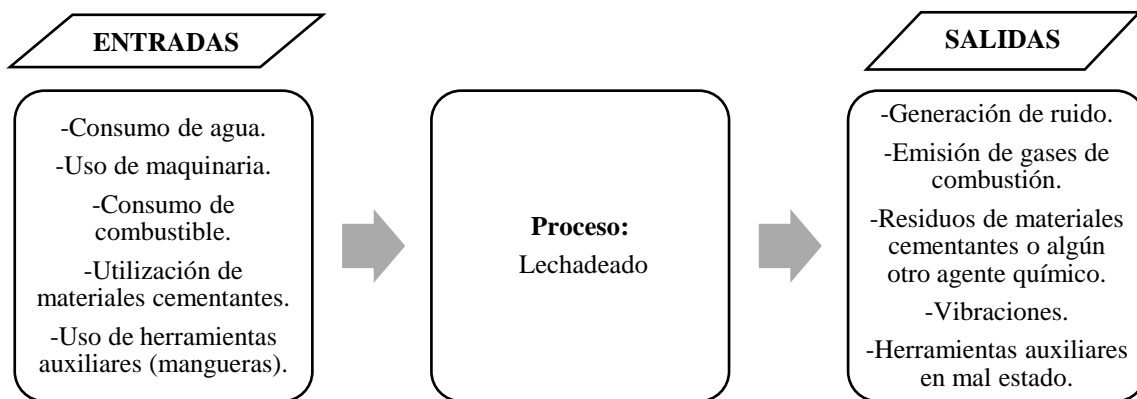 ENTRADAS
-Consumo de agua.
-Uso de maquinaria.
-Consumo de
combustible.
-Utilización de
materiales cementantes.
-Uso de herramientas
auxiliares (mangueras).
Proceso:
Lechadeado
SALIDAS
-Generación de ruido.
-Emisión de gases de
combustión.
-Residuos de materiales
cementantes o algún
otro agente químico.
-Vibraciones.
-Herramientas auxiliares
en mal estado.